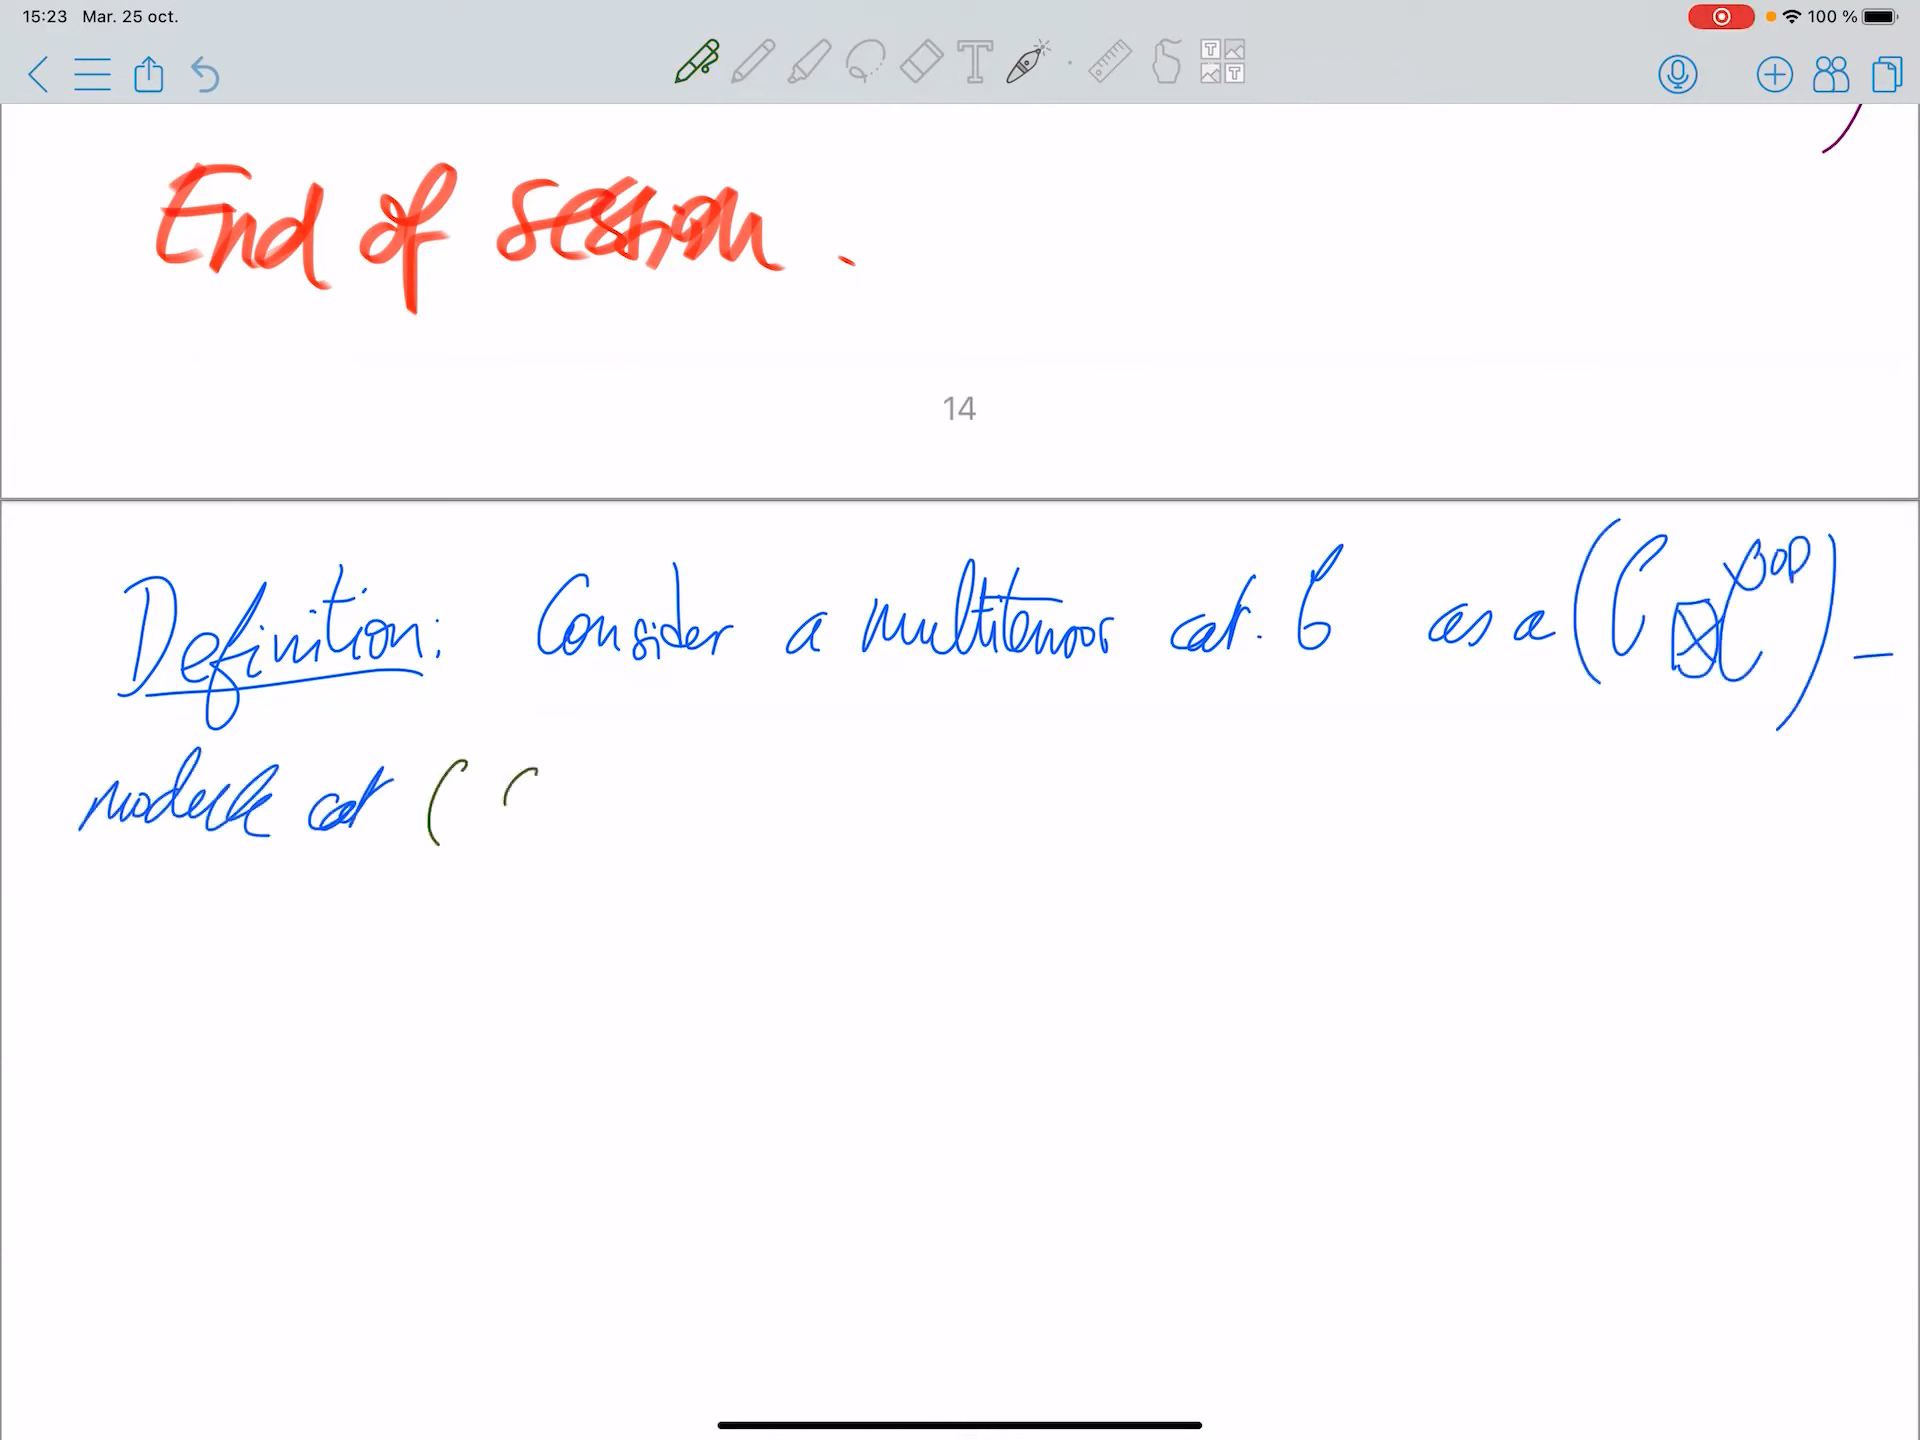 15:23 Mar. 25 oct. 100 %
End of session.
14
Definition: Consider a multitensor cat. C as a (C ⊠ C^op) -
module cat ( (